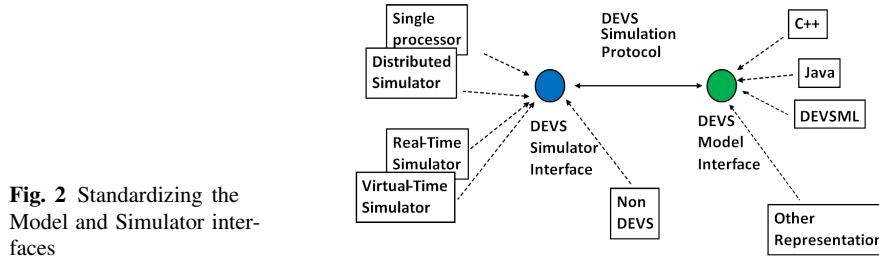 Single
processor
Distributed
Simulator
Real-Time
Simulator
Virtual-Time
Simulator
DEVS
Simulation
Protocol
DEVS
Simulator
Interface
Non
DEVS
DEVS
Model
Interface
C++
Java
DEVSML
Other
Representation
Fig. 2 Standardizing the
Model and Simulator inter-
faces